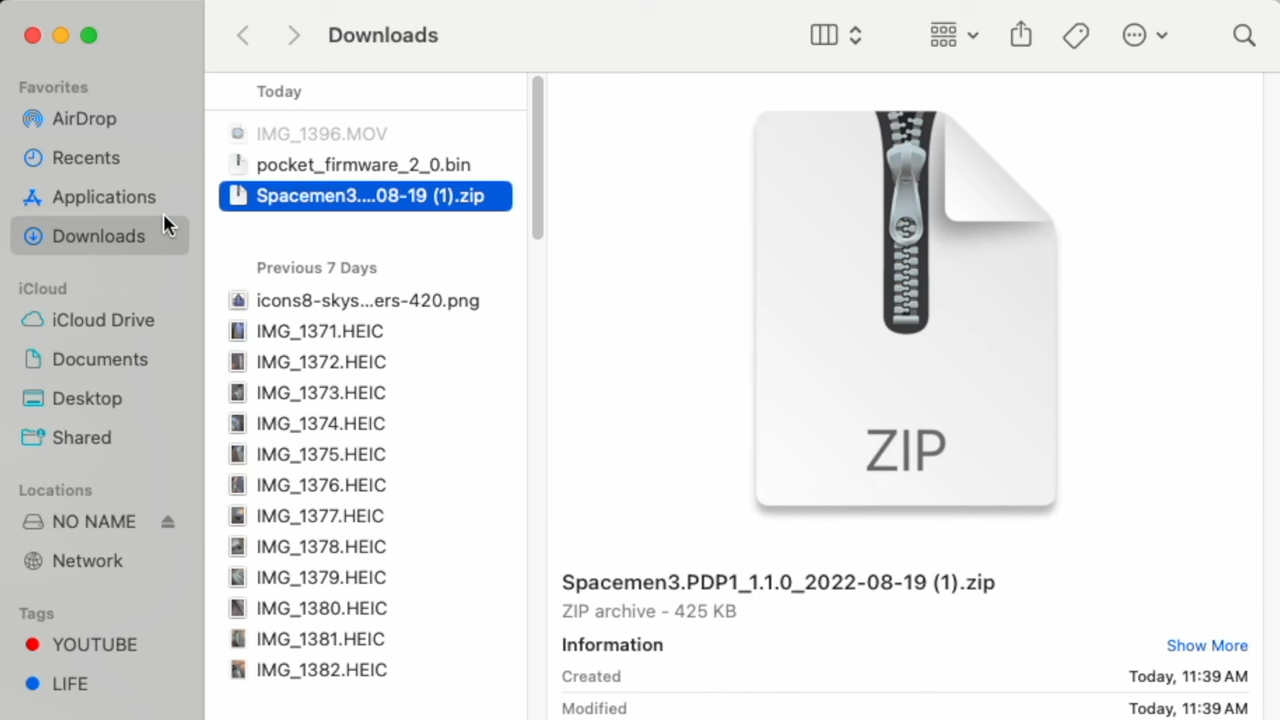 Downloads
Favorites
AirDrop
Recents
Applications
Downloads
iCloud
iCloud Drive
Documents
Desktop
Shared
Locations
NO NAME
Network
Tags
YOUTUBE
LIFE
Today
IMG_1396.MOV
pocket_firmware_2_0.bin
Spacemen3....08-19 (1).zip
Previous 7 Days
icons8-skys...ers-420.png
IMG_1371.HEIC
IMG_1372.HEIC
IMG_1373.HEIC
IMG_1374.HEIC
IMG_1375.HEIC
IMG_1376.HEIC
IMG_1377.HEIC
IMG_1378.HEIC
IMG_1379.HEIC
IMG_1380.HEIC
IMG_1381.HEIC
IMG_1382.HEIC
ZIP
Spacemen3.PDP1_1.1.0_2022-08-19 (1).zip
ZIP archive - 425 KB
Information Show More
Created Today, 11:39 AM
Modified Today, 11:39 AM